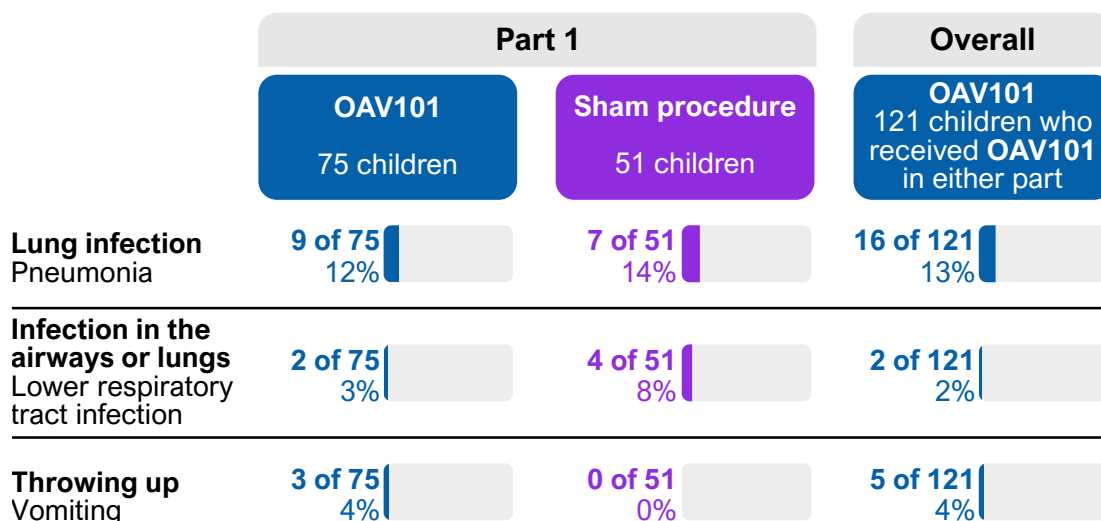 Part 1
Overall
OAV101
75 children
Sham procedure
51 children
OAV101
121 children who
received OAV101
in either part
Lung infection
Pneumonia
9 of 75
12%
7 of 51
14%
16 of 121
13%
Infection in the
airways or lungs
Lower respiratory
tract infection
2 of 75
3%
4 of 51
8%
2 of 121
2%
Throwing up
Vomiting
3 of 75
4%
0 of 51
0%
5 of 121
4%